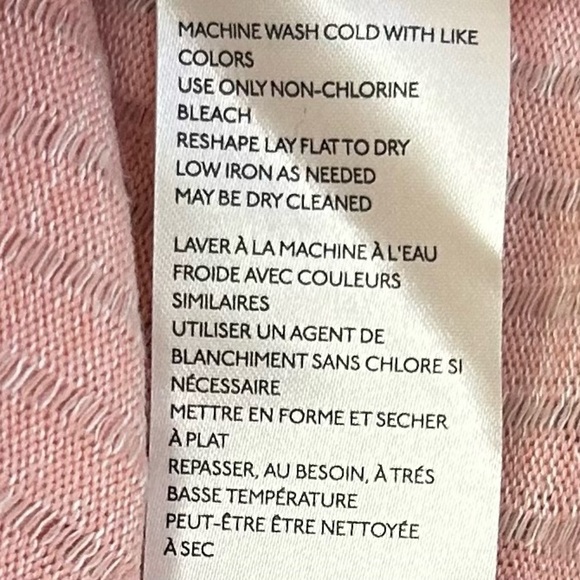 MACHINE WASH COLD WITH LIKE
COLORS
USE ONLY NON-CHLORINE
BLEACH
RESHAPE LAY FLAT TO DRY
LOW IRON AS NEEDED
MAY BE DRY CLEANED
LAVER À LA MACHINE À L'EAU
FROIDE AVEC COULEURS
SIMILAIRES
UTILISER UN AGENT DE
BLANCHIMENT SANS CHLORE SI
NÉCESSAIRE
METTRE EN FORME ET SECHER
À PLAT
REPASSER, AU BESOIN, À TRÉS
BASSE TEMPÉRATURE
PEUT-ÊTRE ÊTRE NETTOYÉE
À SEC